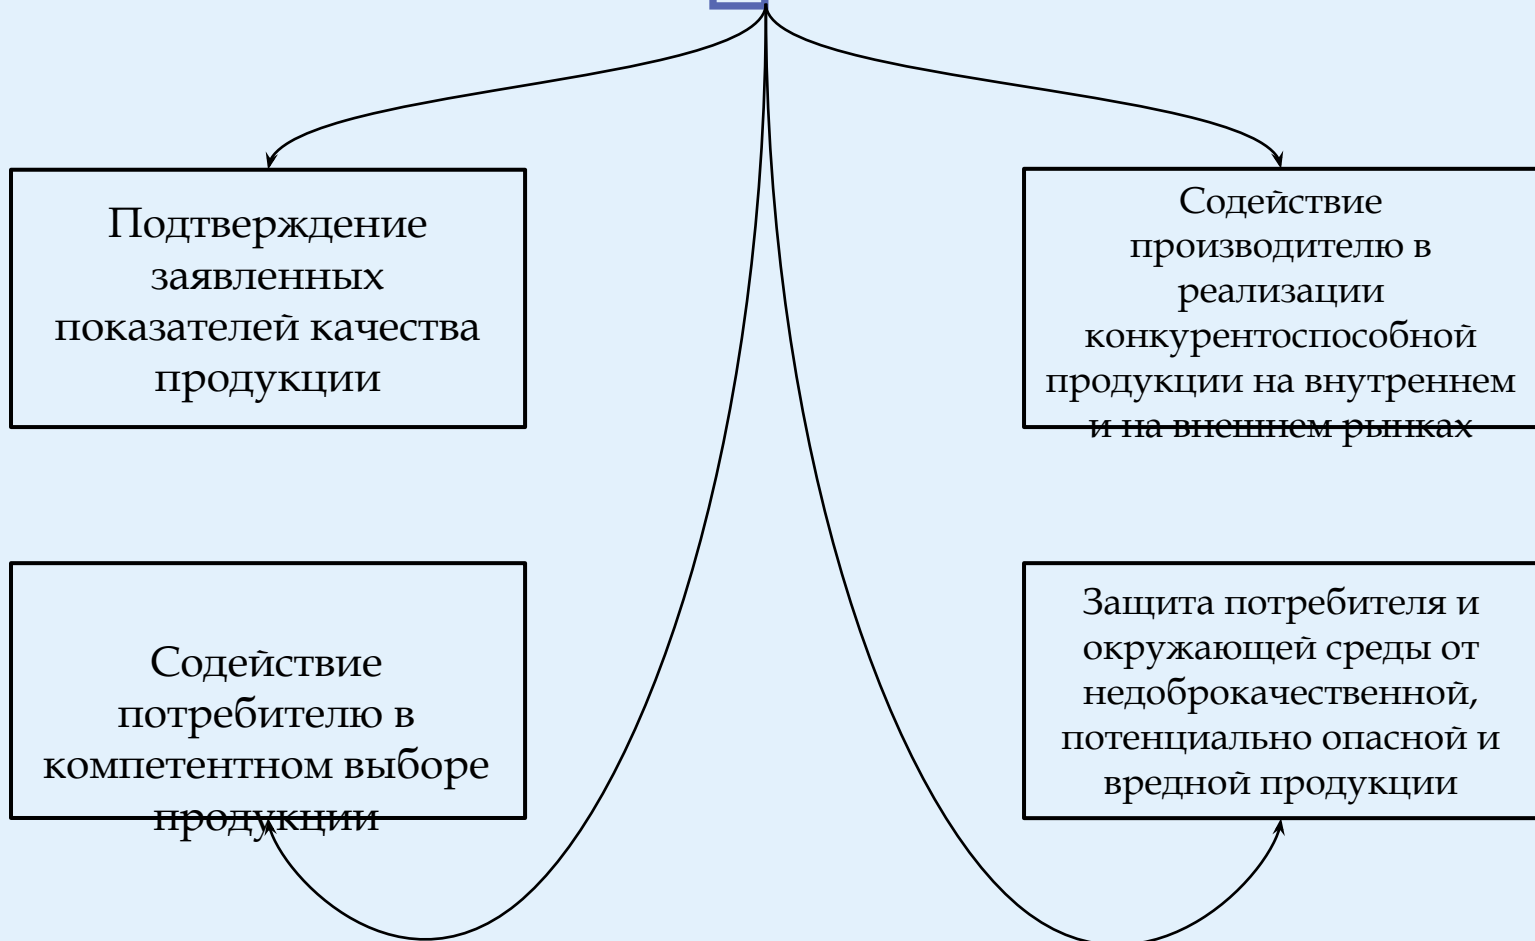 Подтверждение
заявленных
показателей качества
продукции
Содействие
производителю в
реализации
конкурентоспособной
продукции на внутреннем
и на внешнем рынках
Содействие
потребителю в
компетентном выборе
продукции
Защита потребителя и
окружающей среды от
недоброкачественной,
потенциально опасной и
вредной продукции